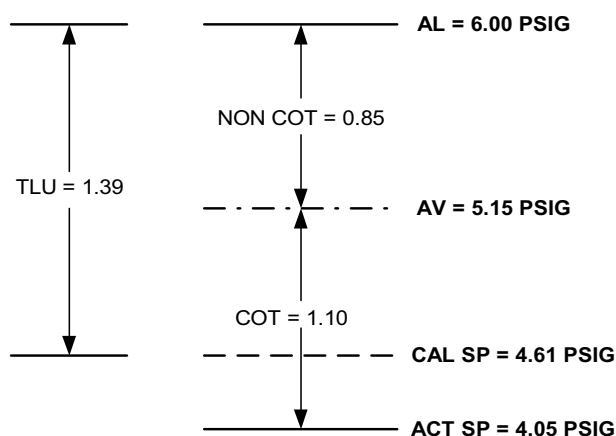 AL = 6.00 PSIG
NON COT = 0.85
TLU = 1.39
AV = 5.15 PSIG
COT = 1.10
CAL SP = 4.61 PSIG
ACT SP = 4.05 PSIG